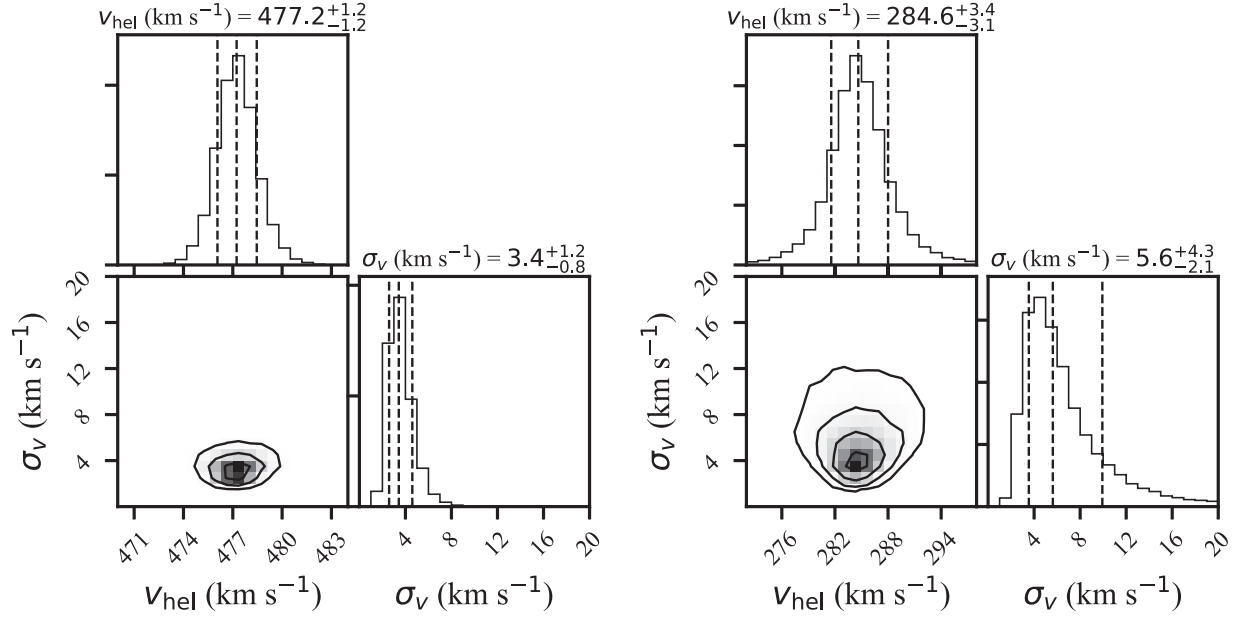 v_hel (km s⁻¹) = 477.2 +1.2 −1.2
v_hel (km s⁻¹) = 284.6 +3.4 −3.1
σ_v (km s⁻¹) = 3.4 +1.2 −0.8
σ_v (km s⁻¹) = 5.6 +4.3 −2.1
20
16
12
8
4
σ_v (km s⁻¹)
20
16
12
8
4
σ_v (km s⁻¹)
471 474 477 480 483
4 8 12 16 20
276 282 288 294
4 8 12 16 20
v_hel (km s⁻¹)
σ_v (km s⁻¹)
v_hel (km s⁻¹)
σ_v (km s⁻¹)